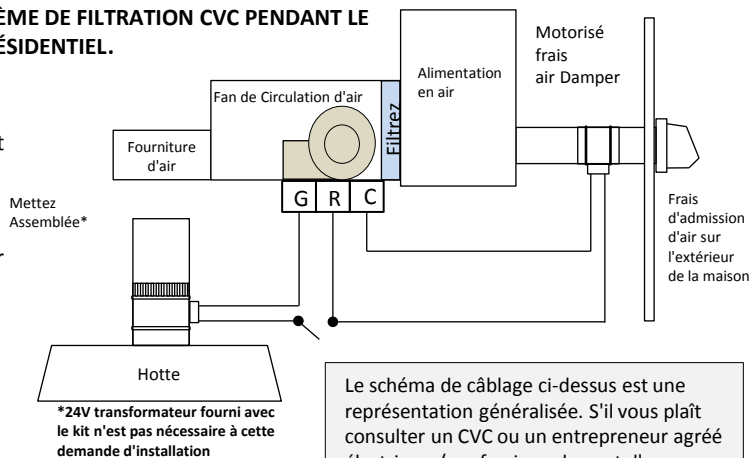 ÈME DE FILTRATION CVC PENDANT LE
ÉSIDENTIEL.
Motorisé
frais
air Damper
Alimentation
en air
Fan de Circulation d'air
Filtrez
Fourniture
d'air
t
Mettez
Assemblée*
r
G R C
Frais
d'admission
d'air sur
l'extérieur
de la maison
Hotte
*24V transformateur fourni avec
le kit n'est pas nécessaire à cette
demande d'installation
Le schéma de câblage ci-dessus est une
représentation généralisée. S'il vous plaît
consulter un CVC ou un entrepreneur agréé